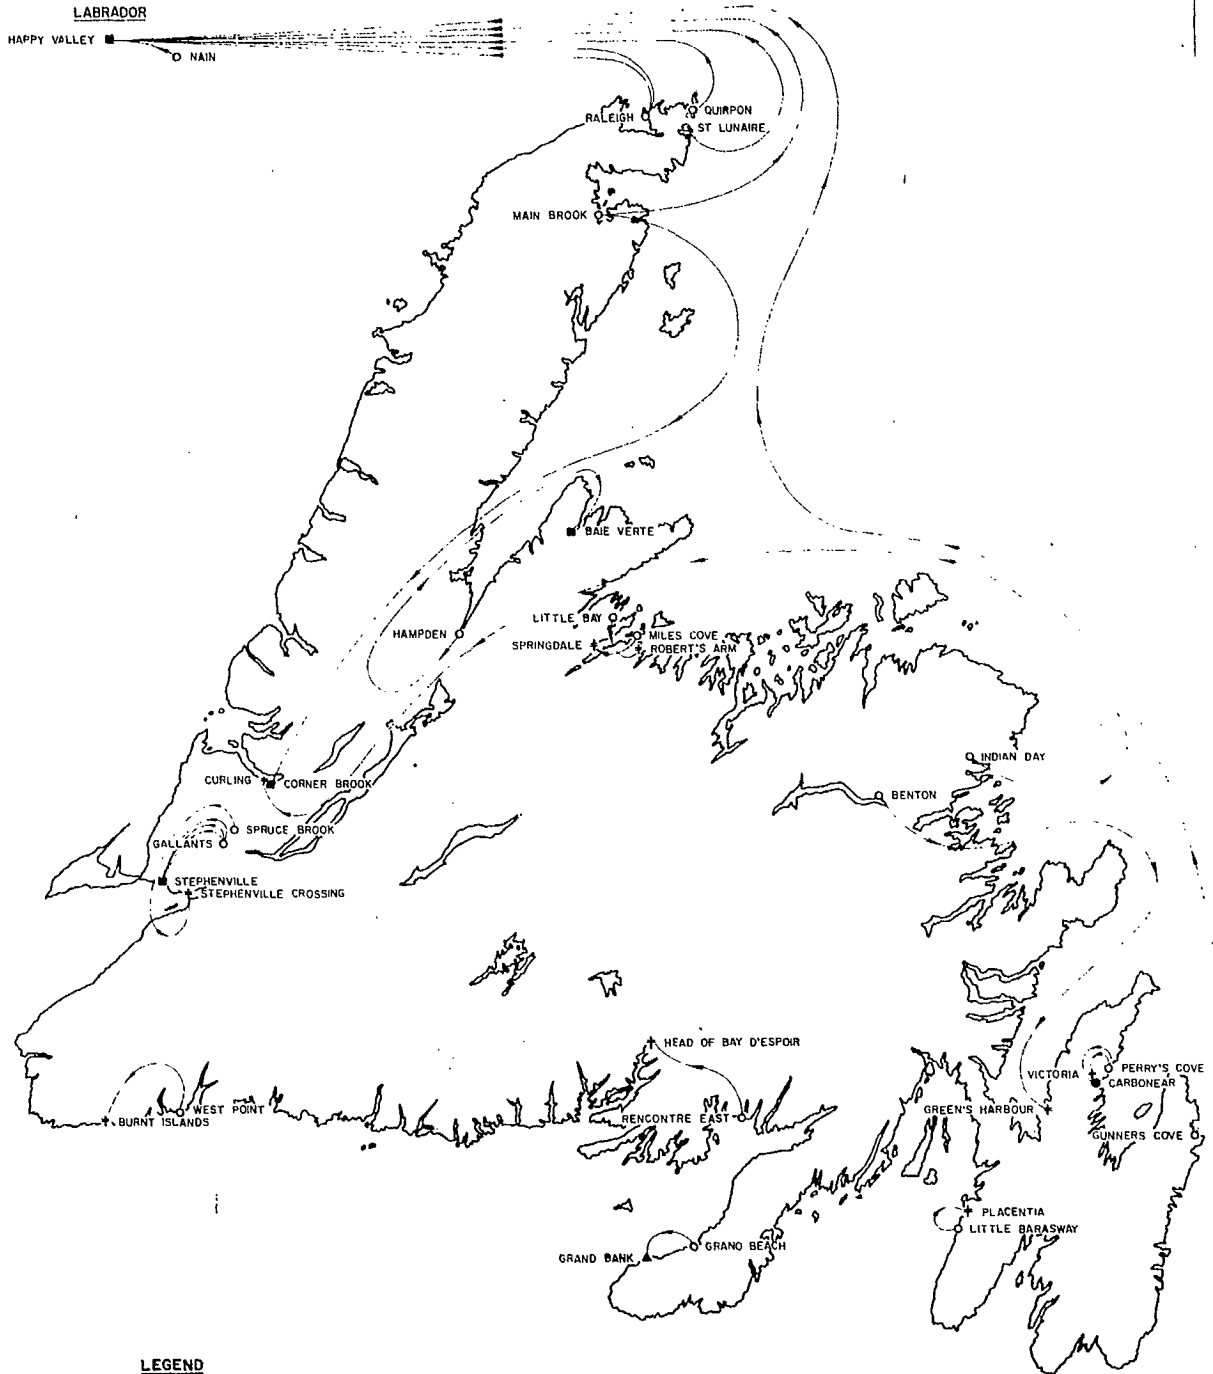 LABRADOR
HAPPY VALLEY
NAIN
QUIRPON
RALEIGH
ST LUNAIRE
MAIN BROOK
BAIE VERTE
LITTLE BAY
HAMPDEN
MILES COVE
SPRINGDALE
ROBERT'S ARM
INDIAN DAY
CURLING
CORNER BROOK
BENTON
SPRUCE BROOK
GALLANTS
STEPHENVILLE
STEPHENVILLE CROSSING
HEAD OF BAY D'ESPOIR
PERRY'S COVE
VICTORIA
CARBONEAR
WEST POINT
GREEN'S HARBOUR
BURNT ISLANDS
RENCONTRE EAST
GUNNERS COVE
PLACENTIA
LITTLE BARASWAY
GRAND BEACH
GRAND BANK
LEGEND